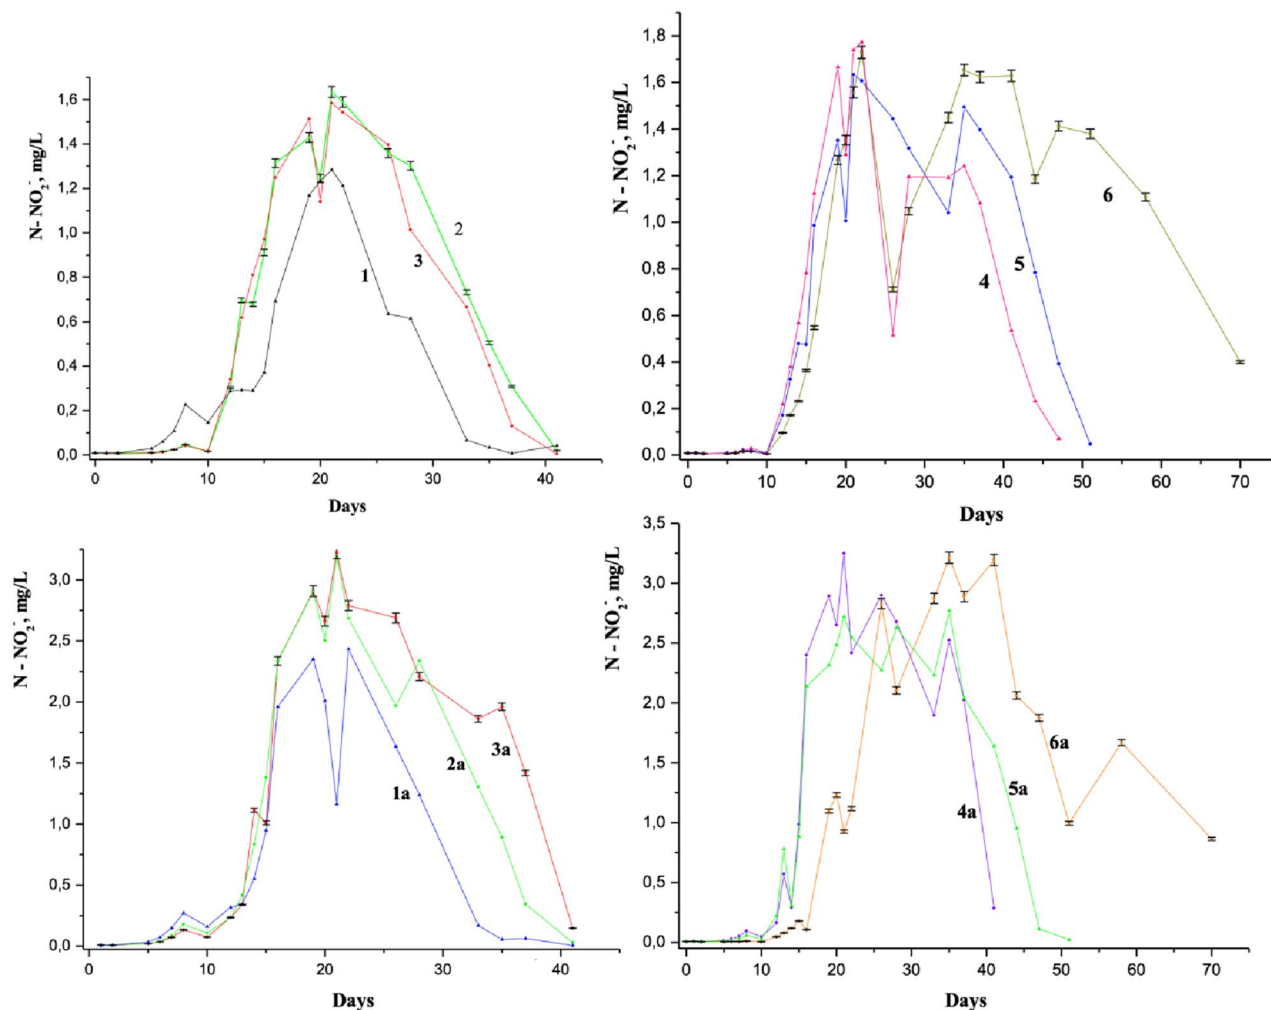 N- NO₂⁻, mg/L
1,6
1,4
1,2
1,0
0,8
0,6
0,4
0,2
0,0
1
2
3
0 10 20 30 40
Days
N - NO₂⁻, mg/L
1,8
1,6
1,4
1,2
1,0
0,8
0,6
0,4
0,2
0,0
4
5
6
0 10 20 30 40 50 60 70
Days
N - NO₂⁻, mg/L
3,0
2,5
2,0
1,5
1,0
0,5
0,0
1a
2a
3a
0 10 20 30 40
Days
N - NO₂⁻, mg/L
3,5
3,0
2,5
2,0
1,5
1,0
0,5
0,0
4a
5a
6a
0 10 20 30 40 50 60 70
Days